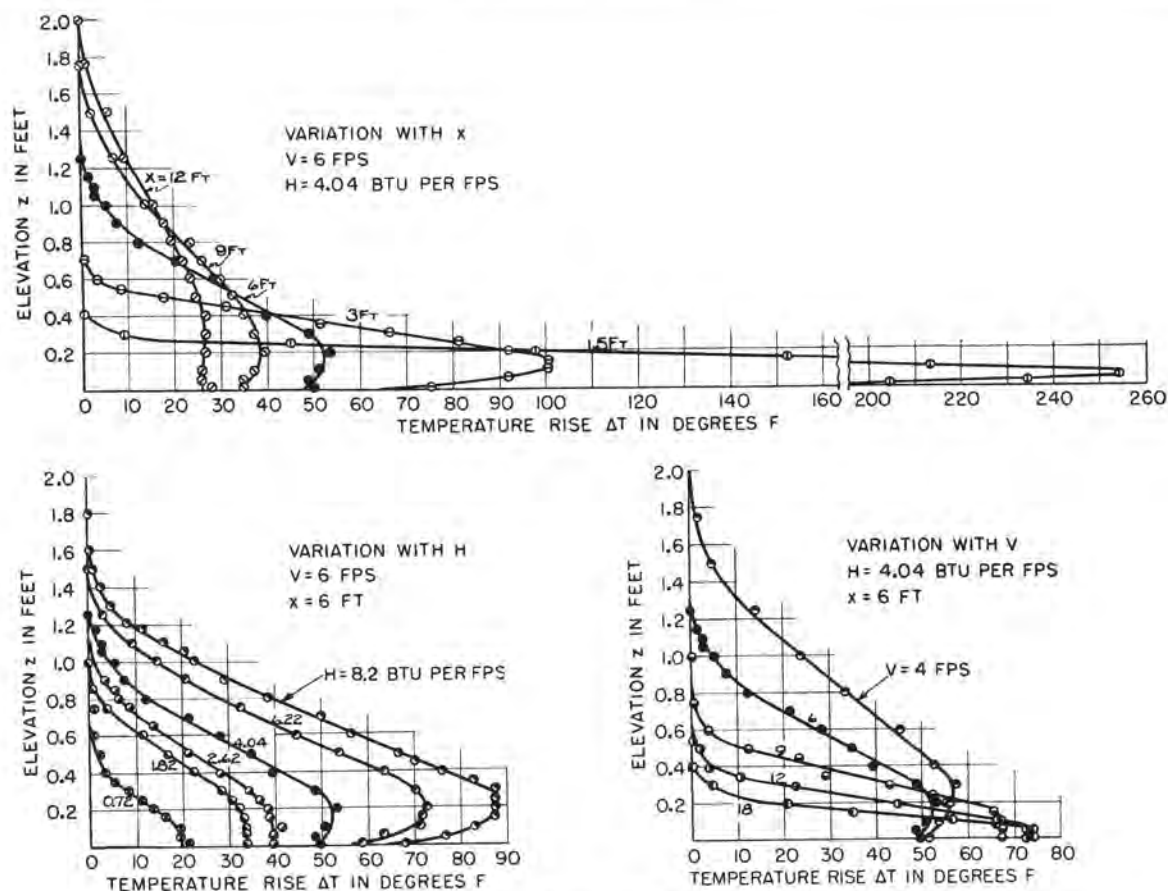 ELEVATION z IN FEET
2.0
1.8
1.6
1.4
1.2
1.0
0.8
0.6
0.4
0.2
VARIATION WITH X
V = 6 FPS
H = 4.04 BTU PER FPS
X = 12 FT
9 FT
6 FT
3 FT
1.5 FT
0 10 20 30 40 50 60 70 80 90 100 110 120 130 140 150 160 200 210 220 230 240 250 260
TEMPERATURE RISE ΔT IN DEGREES F
ELEVATION z IN FEET
2.0
1.8
1.6
1.4
1.2
1.0
0.8
0.6
0.4
0.2
VARIATION WITH H
V = 6 FPS
X = 6 FT
H = 8.2 BTU PER FPS
6.22
4.04
2.62
1.82
0.72
0 10 20 30 40 50 60 70 80 90
TEMPERATURE RISE ΔT IN DEGREES F
ELEVATION z IN FEET
2.0
1.8
1.6
1.4
1.2
1.0
0.8
0.6
0.4
0.2
VARIATION WITH V
H = 4.04 BTU PER FPS
X = 6 FT
V = 4 FPS
6
9
12
18
0 10 20 30 40 50 60 70 80
TEMPERATURE RISE ΔT IN DEGREES F